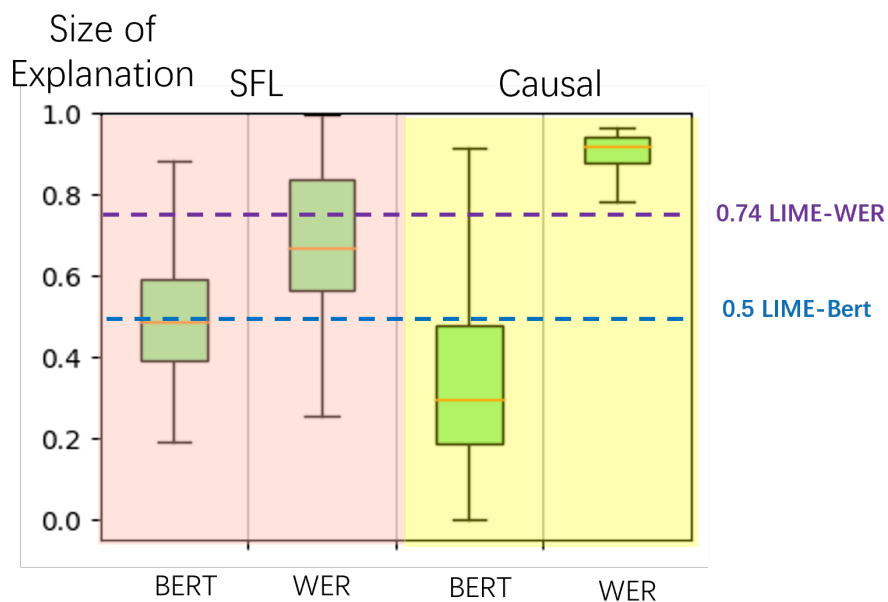 Size of
Explanation
SFL
Causal
1.0
0.8
0.6
0.4
0.2
0.0
0.74 LIME-WER
0.5 LIME-Bert
BERT
WER
BERT
WER